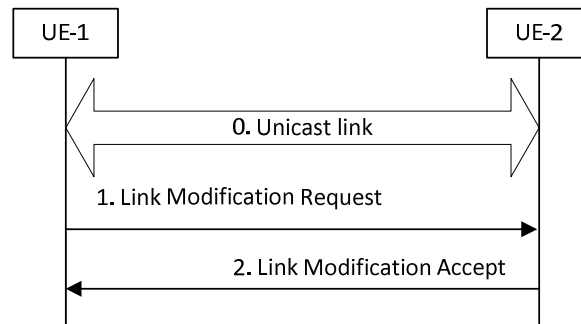 UE-1
UE-2
0. Unicast link
1. Link Modification Request
2. Link Modification Accept